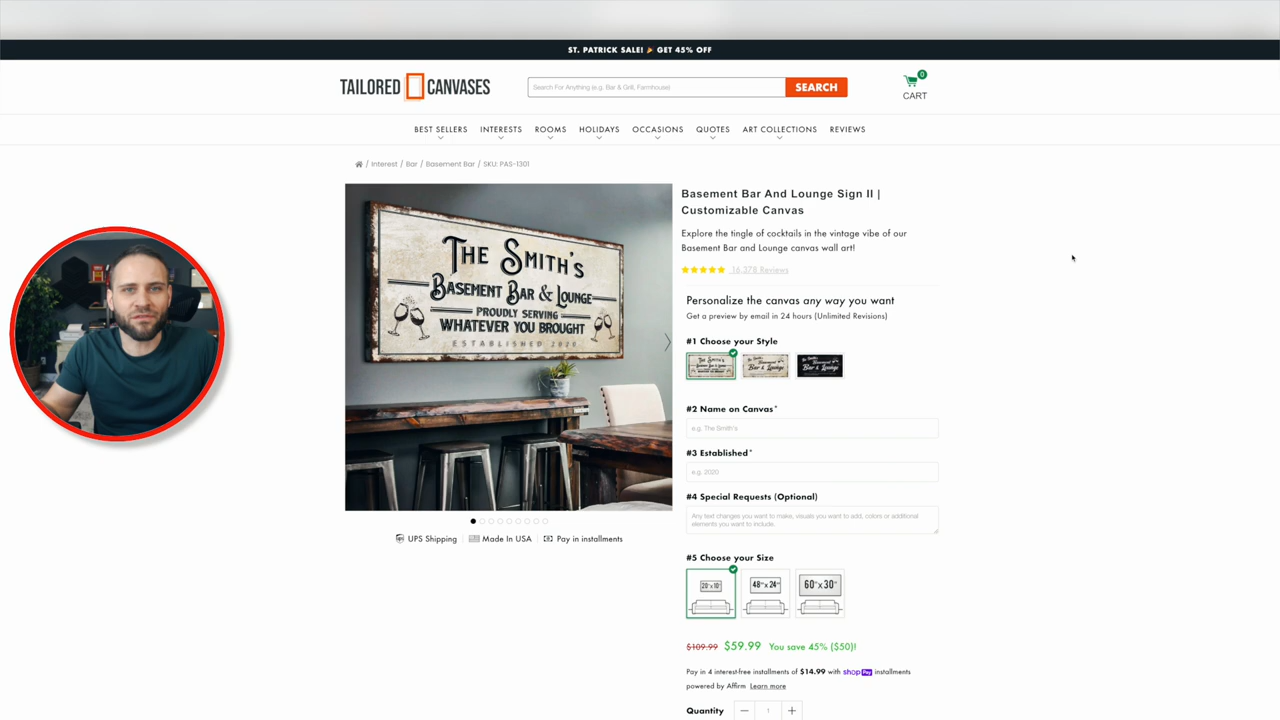 ST. PATRICK SALE! 🎉 GET 45% OFF
TAILORED CANVASES
Search For Anything (e.g. Bar & Grill, Farmhouse)
SEARCH
0
CART
BEST SELLERS INTERESTS ROOMS HOLIDAYS OCCASIONS QUOTES ART COLLECTIONS REVIEWS
/ Interest / Bar / Basement Bar / SKU: PAS-1301
THE SMITH'S
BASEMENT BAR & LOUNGE
PROUDLY SERVING
WHATEVER YOU BROUGHT
ESTABLISHED 2020
UPS Shipping
Made In USA
Pay in installments
Basement Bar And Lounge Sign II |
Customizable Canvas
Explore the tingle of cocktails in the vintage vibe of our
Basement Bar and Lounge canvas wall art!
16,378 Reviews
Personalize the canvas any way you want
Get a preview by email in 24 hours (Unlimited Revisions)
#1 Choose your Style
#2 Name on Canvas*
e.g. The Smith's
#3 Established*
e.g. 2020
#4 Special Requests (Optional)
Any text changes you want to make, visuals you want to add, colors or additional
elements you want to include.
#5 Choose your Size
20"x 10" 48"x 24" 60"x 30"
$109.99 $59.99 You save 45% ($50)!
Pay in 4 interest-free installments of $14.99 with shop Pay installments
powered by Affirm Learn more
Quantity — 1 +